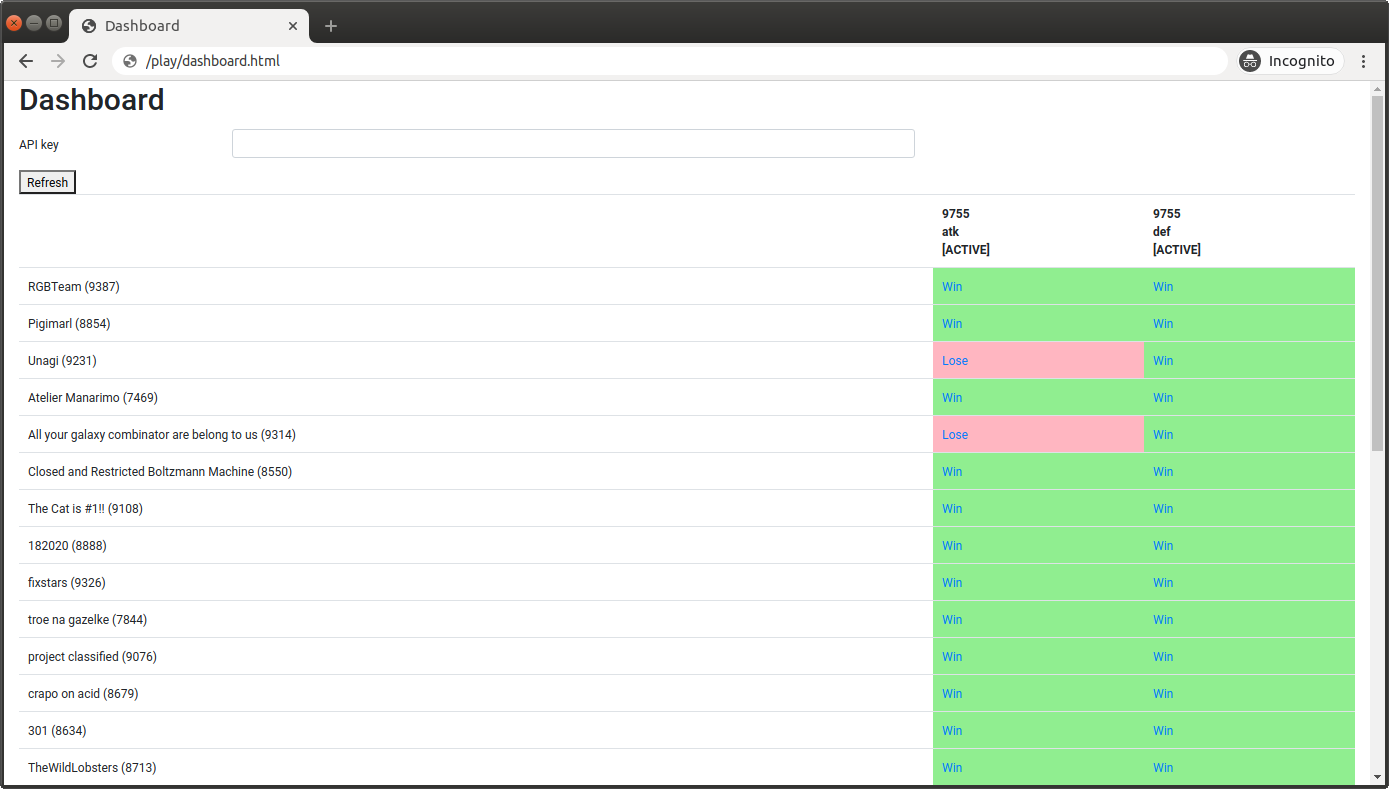 Dashboard
/play/dashboard.html
Incognito
Dashboard
API key
Refresh
9755 9755
atk def
[ACTIVE] [ACTIVE]
RGBTeam (9387) Win Win
Pigimarl (8854) Win Win
Unagi (9231) Lose Win
Atelier Manarimo (7469) Win Win
All your galaxy combinator are belong to us (9314) Lose Win
Closed and Restricted Boltzmann Machine (8550) Win Win
The Cat is #1!! (9108) Win Win
182020 (8888) Win Win
fixstars (9326) Win Win
troe na gazelke (7844) Win Win
project classified (9076) Win Win
crapo on acid (8679) Win Win
301 (8634) Win Win
TheWildLobsters (8713) Win Win